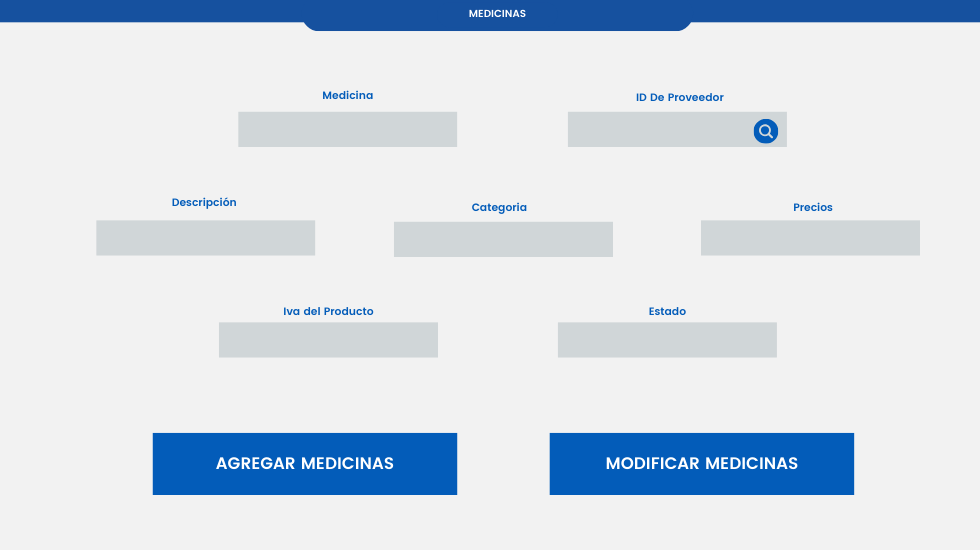 MEDICINAS
Medicina
ID De Proveedor
Descripción
Categoria
Precios
Iva del Producto
Estado
AGREGAR MEDICINAS
MODIFICAR MEDICINAS